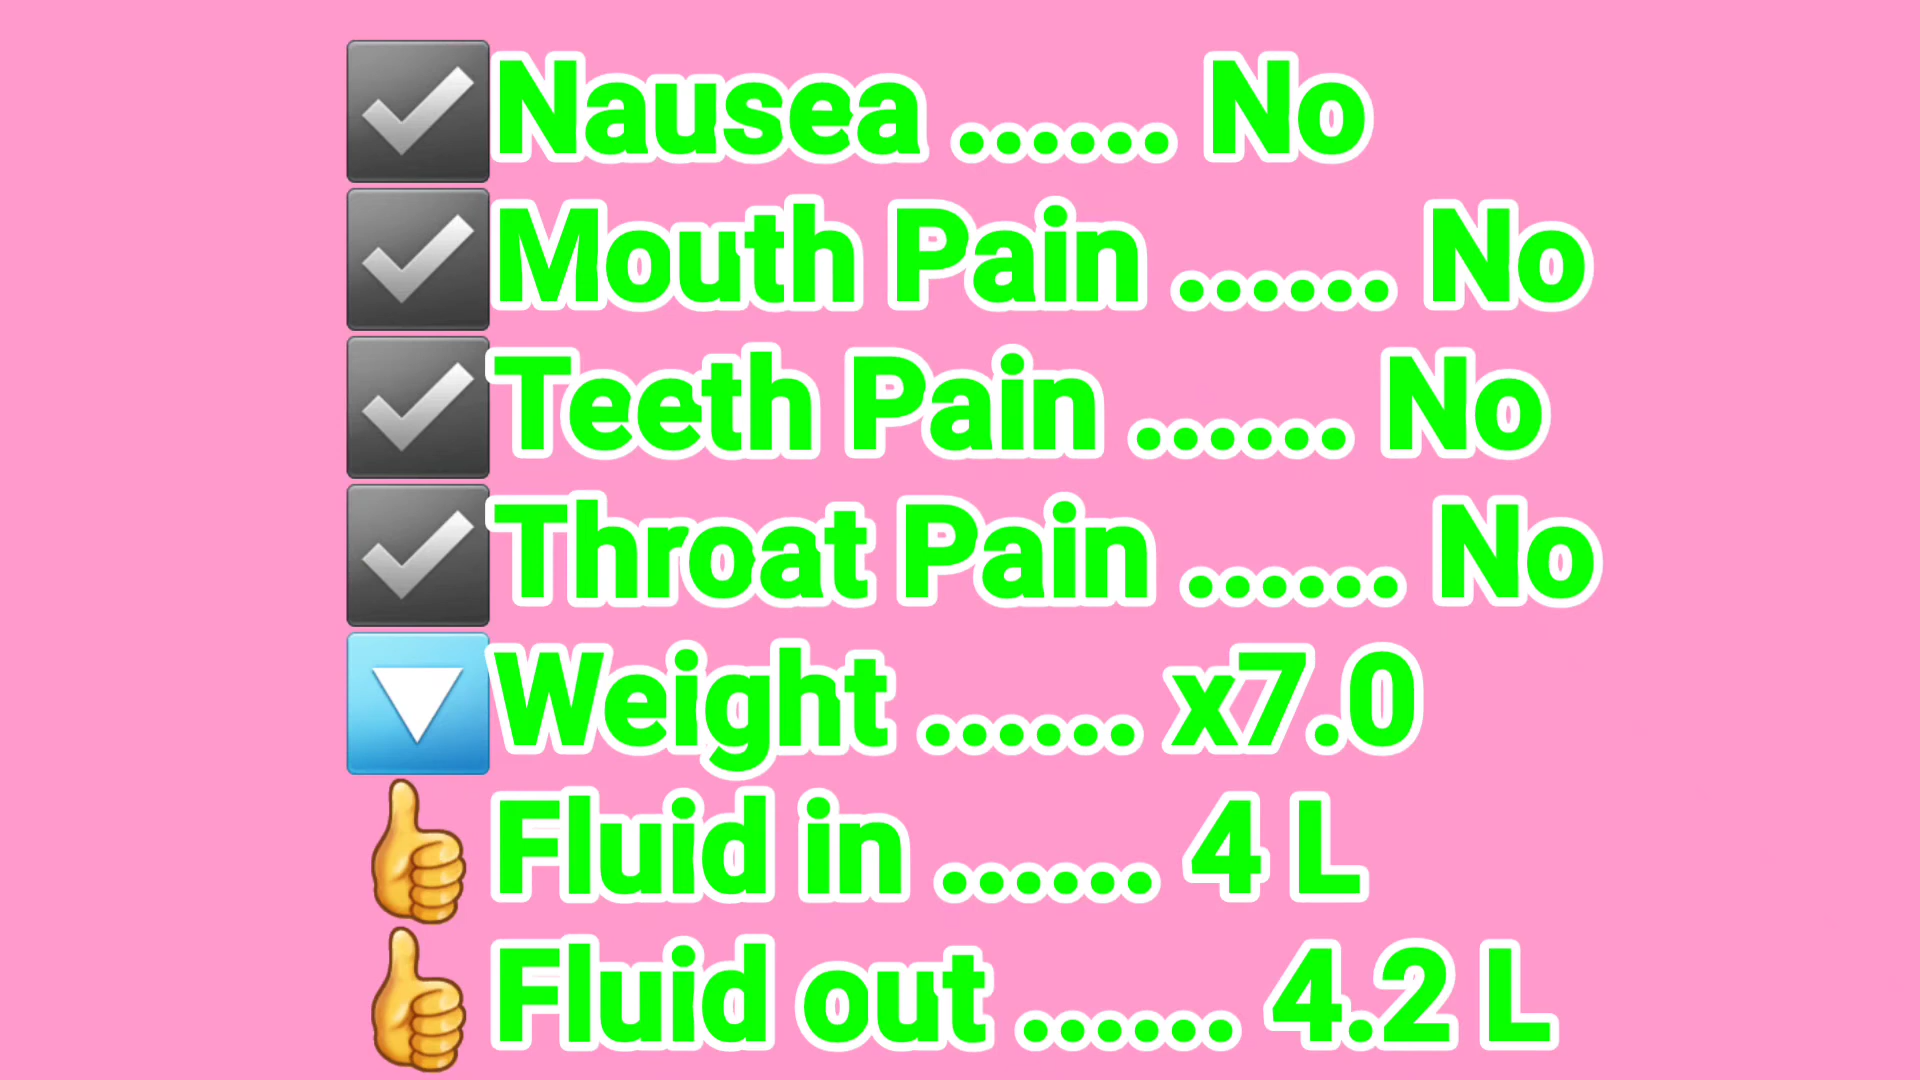 ✔Nausea ...... No
✔Mouth Pain ...... No
✔Teeth Pain ...... No
✔Throat Pain ...... No
🔽Weight ...... x7.0
👍Fluid in ...... 4 L
👍Fluid out ...... 4.2 L